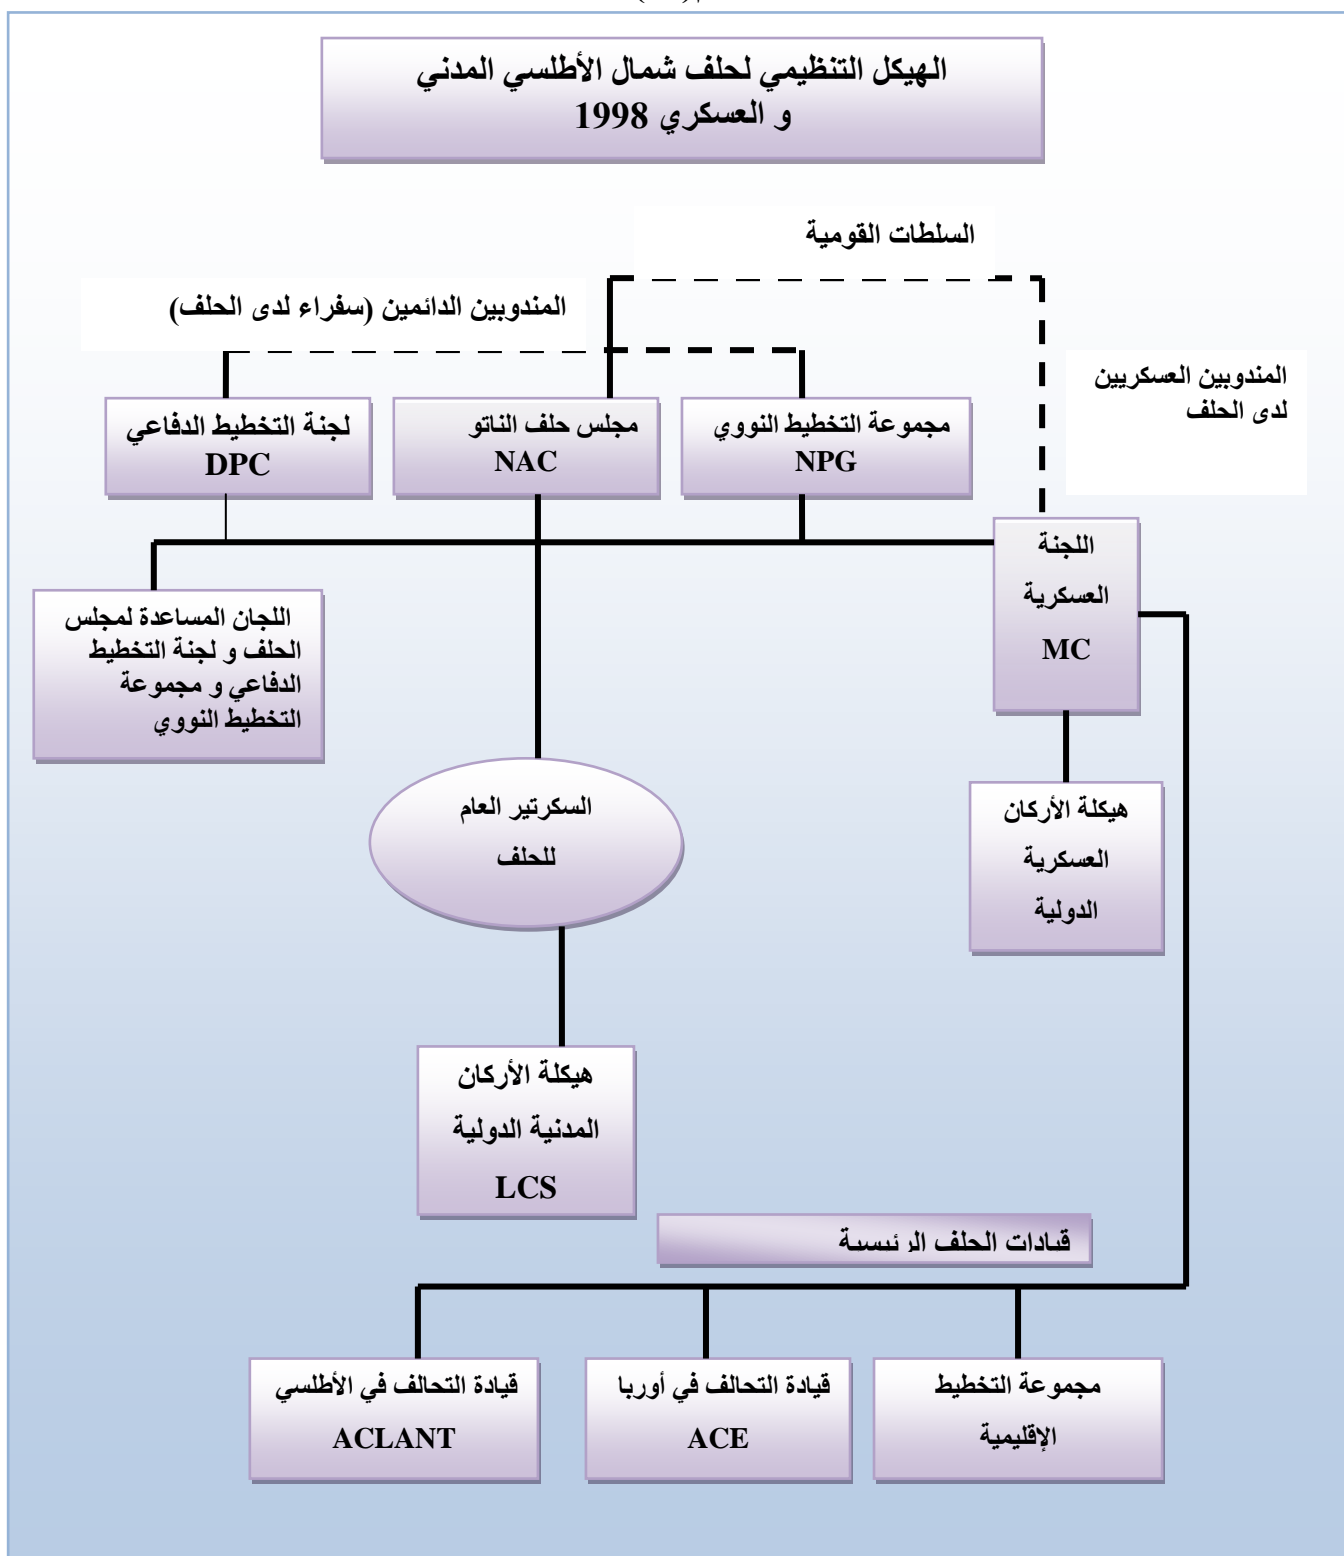 الهيكل التنظيمي لحلف شمال الأطلسي المدني
و العسكري 1998
السلطات القومية
المندوبين الدائمين (سفراء لدى الحلف)
المندوبين العسكريين
لدى الحلف
مجموعة التخطيط النووي
NPG
مجلس حلف الناتو
NAC
لجنة التخطيط الدفاعي
DPC
اللجنة
العسكرية
MC
اللجان المساعدة لمجلس
الحلف و لجنة التخطيط
الدفاعي و مجموعة
التخطيط النووي
السكرتير العام
للحلف
هيكلة الأركان
العسكرية
الدولية
هيكلة الأركان
المدنية الدولية
LCS
قيادات الحلف الرئيسية
مجموعة التخطيط
الإقليمية
قيادة التحالف في أوربا
ACE
قيادة التحالف في الأطلسي
ACLANT